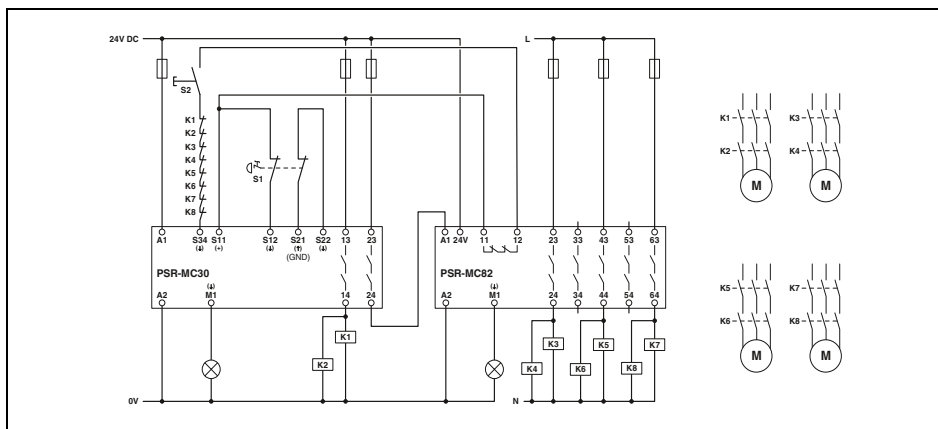 24V DC
L
S2
K1
K2
K3
K4
K5
K6
K7
K8
S1
A1 S34 S11 S12 S21 S22 13 23
(GND)
PSR-MC30
A2 M1 14 24
K1
K2
0V
A1 24V 11 12 23 33 43 53 63
PSR-MC82
A2 M1 24 34 44 54 64
K3 K5 K7
K4 K6 K8
N
K1 K3
K2 K4
M M
K5 K7
K6 K8
M M